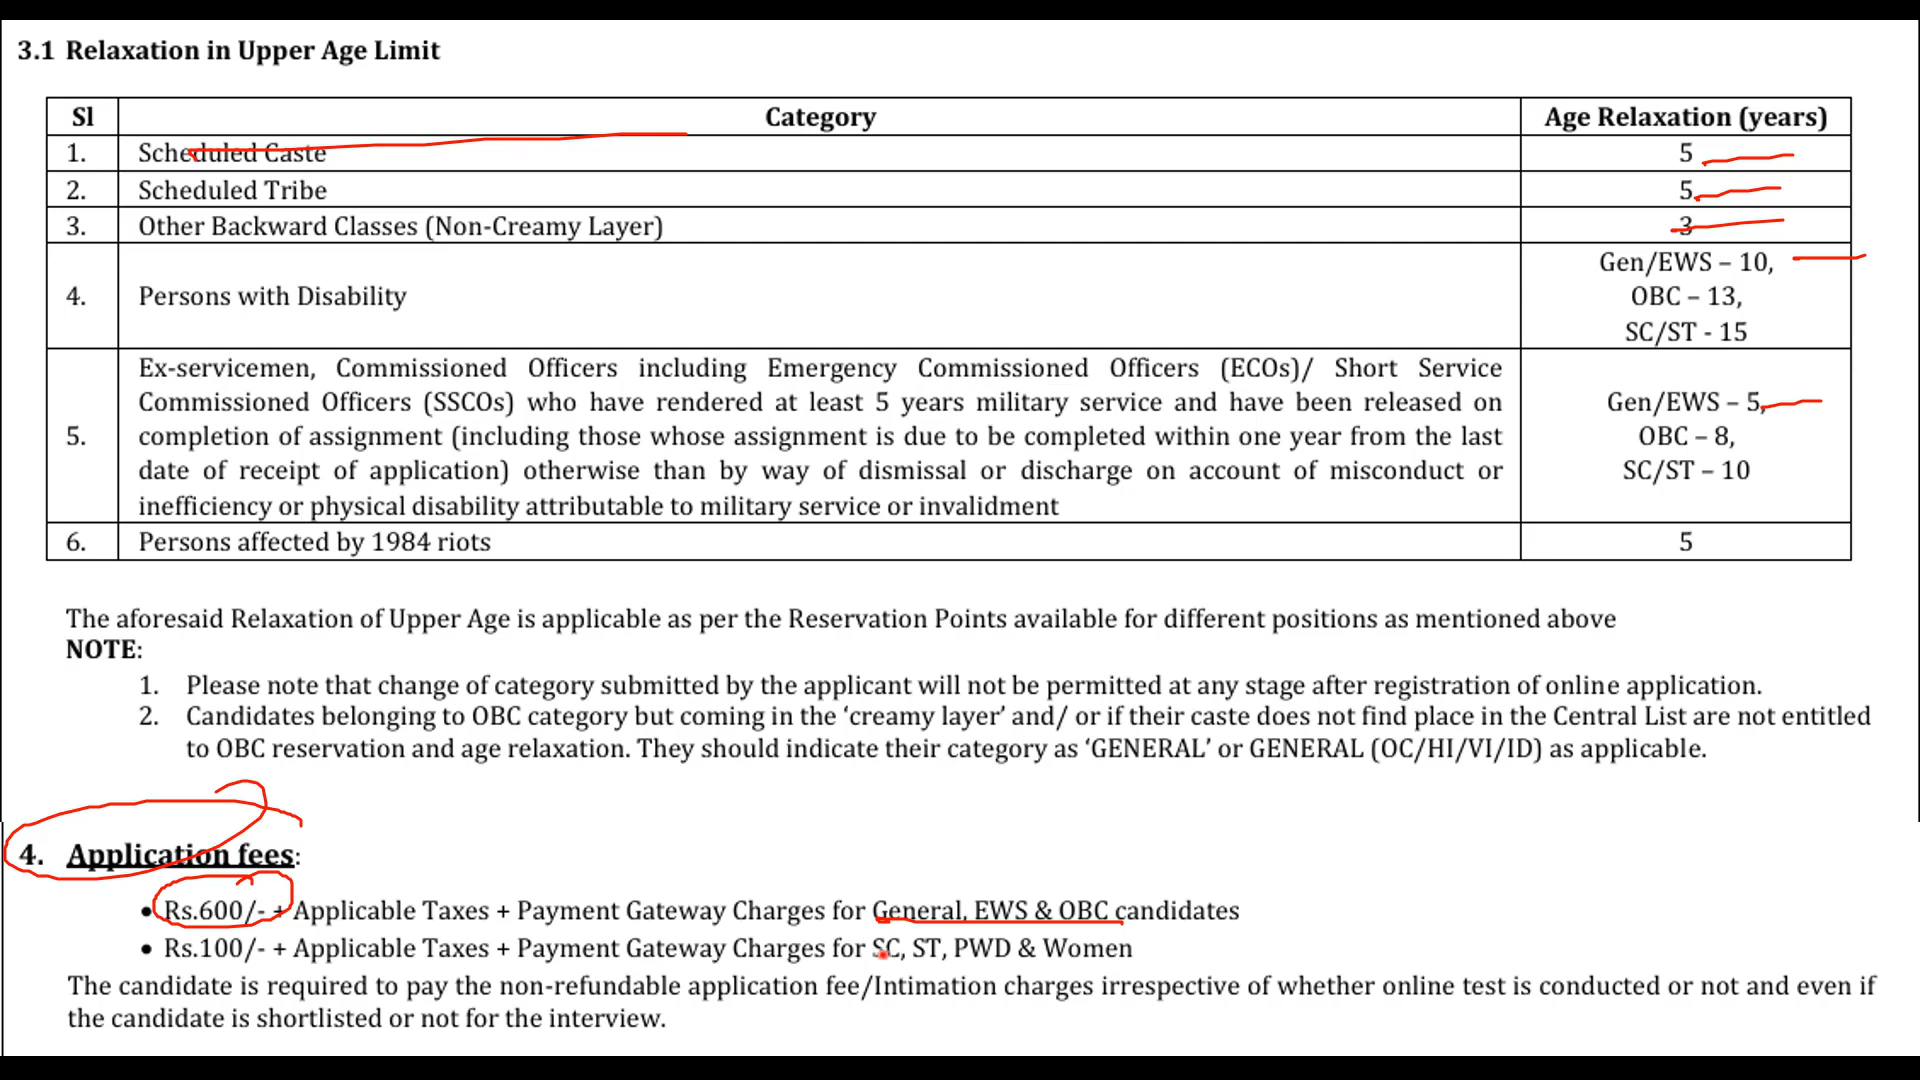 3.1 Relaxation in Upper Age Limit
Sl Category Age Relaxation (years)
1. Scheduled Caste 5
2. Scheduled Tribe 5
3. Other Backward Classes (Non-Creamy Layer) 3
4. Persons with Disability Gen/EWS – 10,
OBC – 13,
SC/ST - 15
5. Ex-servicemen, Commissioned Officers including Emergency Commissioned Officers (ECOs)/ Short Service
Commissioned Officers (SSCOs) who have rendered at least 5 years military service and have been released on
completion of assignment (including those whose assignment is due to be completed within one year from the last
date of receipt of application) otherwise than by way of dismissal or discharge on account of misconduct or
inefficiency or physical disability attributable to military service or invalidment
Gen/EWS – 5,
OBC – 8,
SC/ST – 10
6. Persons affected by 1984 riots 5
The aforesaid Relaxation of Upper Age is applicable as per the Reservation Points available for different positions as mentioned above
NOTE:
1. Please note that change of category submitted by the applicant will not be permitted at any stage after registration of online application.
2. Candidates belonging to OBC category but coming in the ‘creamy layer’ and/ or if their caste does not find place in the Central List are not entitled
to OBC reservation and age relaxation. They should indicate their category as ‘GENERAL’ or GENERAL (OC/HI/VI/ID) as applicable.
4. Application fees:
• Rs.600/- + Applicable Taxes + Payment Gateway Charges for General, EWS & OBC candidates
• Rs.100/- + Applicable Taxes + Payment Gateway Charges for SC, ST, PWD & Women
The candidate is required to pay the non-refundable application fee/Intimation charges irrespective of whether online test is conducted or not and even if
the candidate is shortlisted or not for the interview.